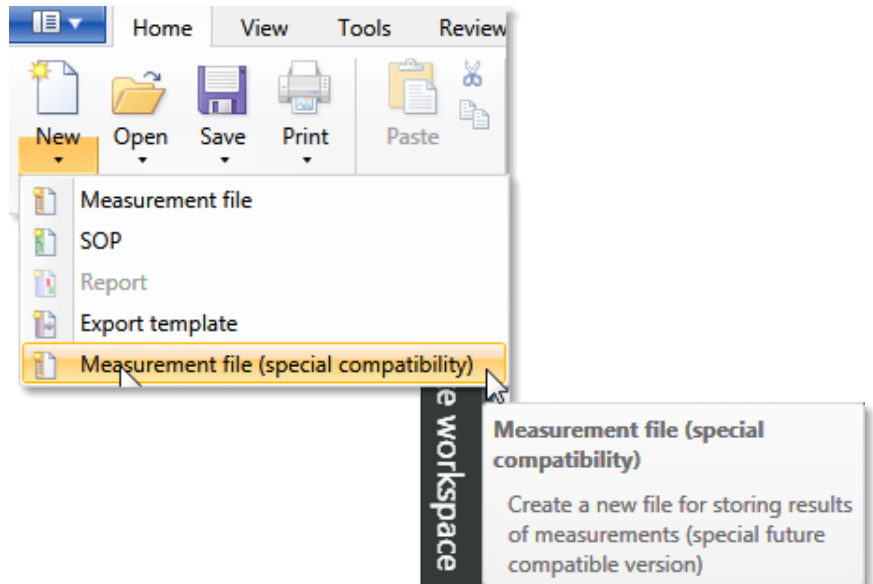 Home View Tools Review
New Open Save Print Paste
Measurement file
SOP
Report
Export template
Measurement file (special compatibility)
e workspace
Measurement file (special
compatibility)
Create a new file for storing results
of measurements (special future
compatible version)